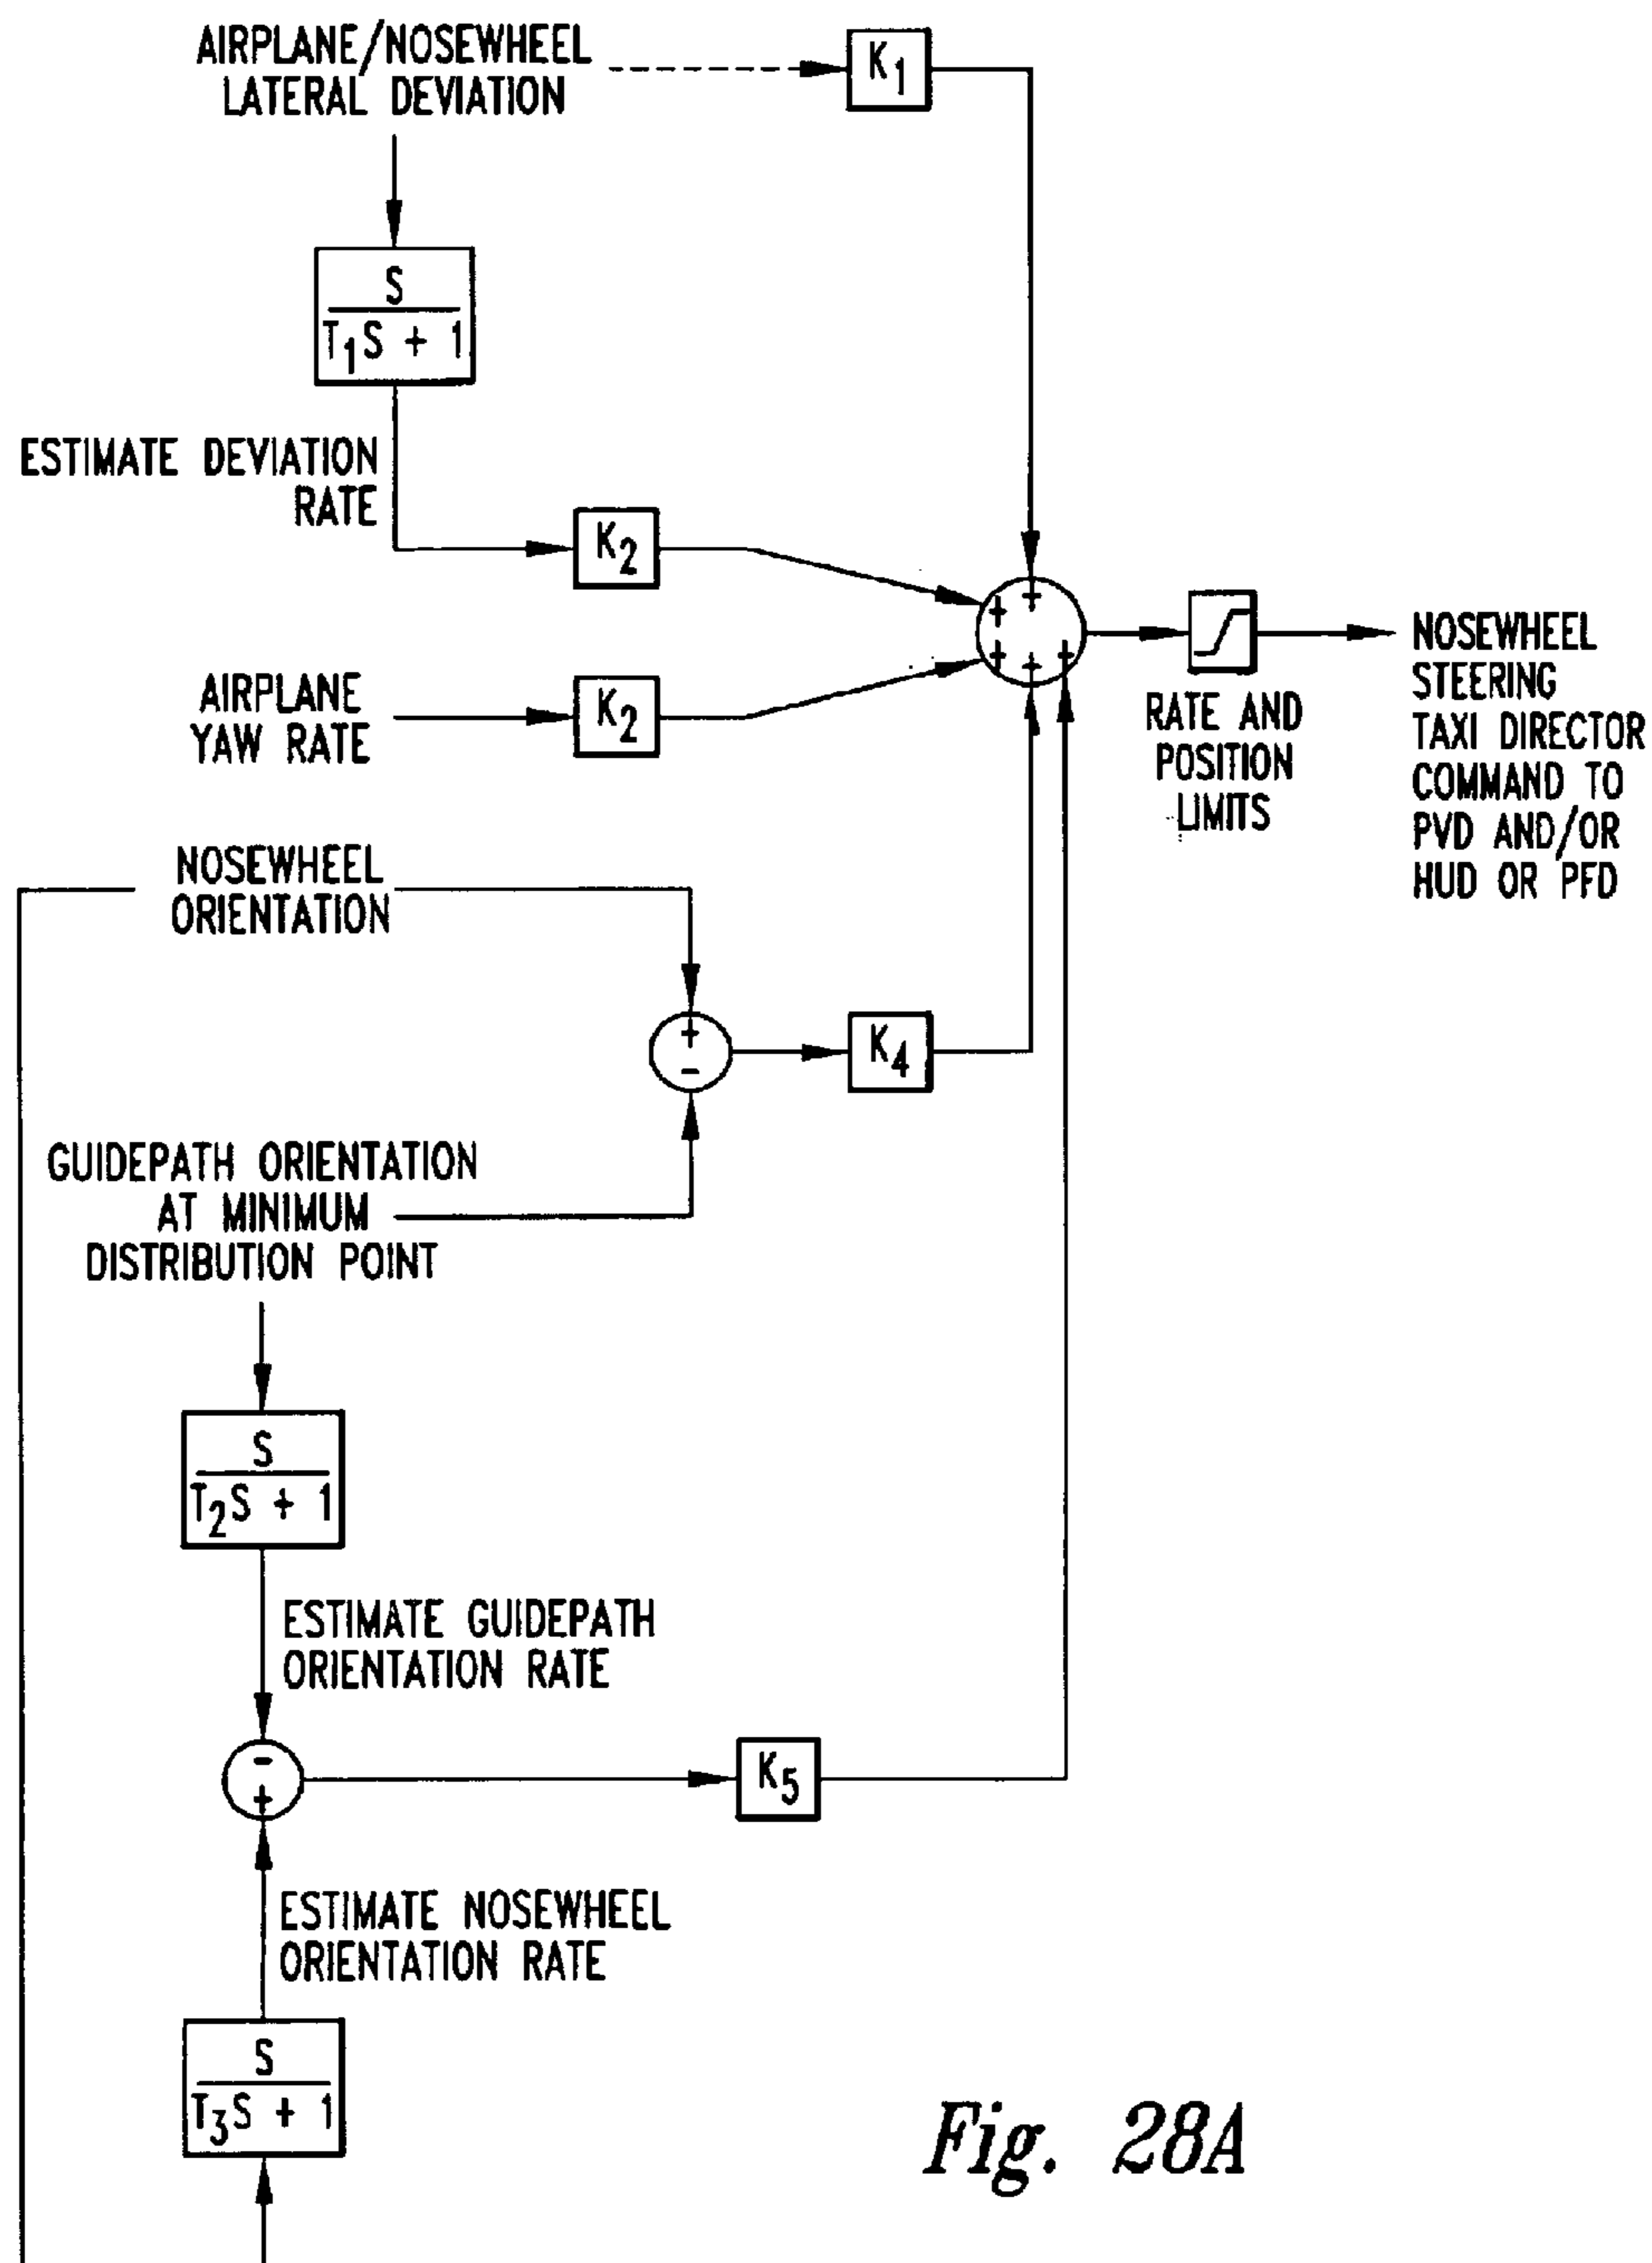 AIRPLANE/NOSEWHEEL
LATERAL DEVIATION
K1
S
T1S + 1
ESTIMATE DEVIATION
RATE
K2
AIRPLANE
YAW RATE
K2
+
+
+
+
+
RATE AND
POSITION
LIMITS
NOSEWHEEL
STEERING
TAXI DIRECTOR
COMMAND TO
PVD AND/OR
HUD OR PFD
NOSEWHEEL
ORIENTATION
+
-
K4
GUIDEPATH ORIENTATION
AT MINIMUM
DISTRIBUTION POINT
S
T2S + 1
ESTIMATE GUIDEPATH
ORIENTATION RATE
-
+
K5
ESTIMATE NOSEWHEEL
ORIENTATION RATE
S
T3S + 1
Fig. 28A